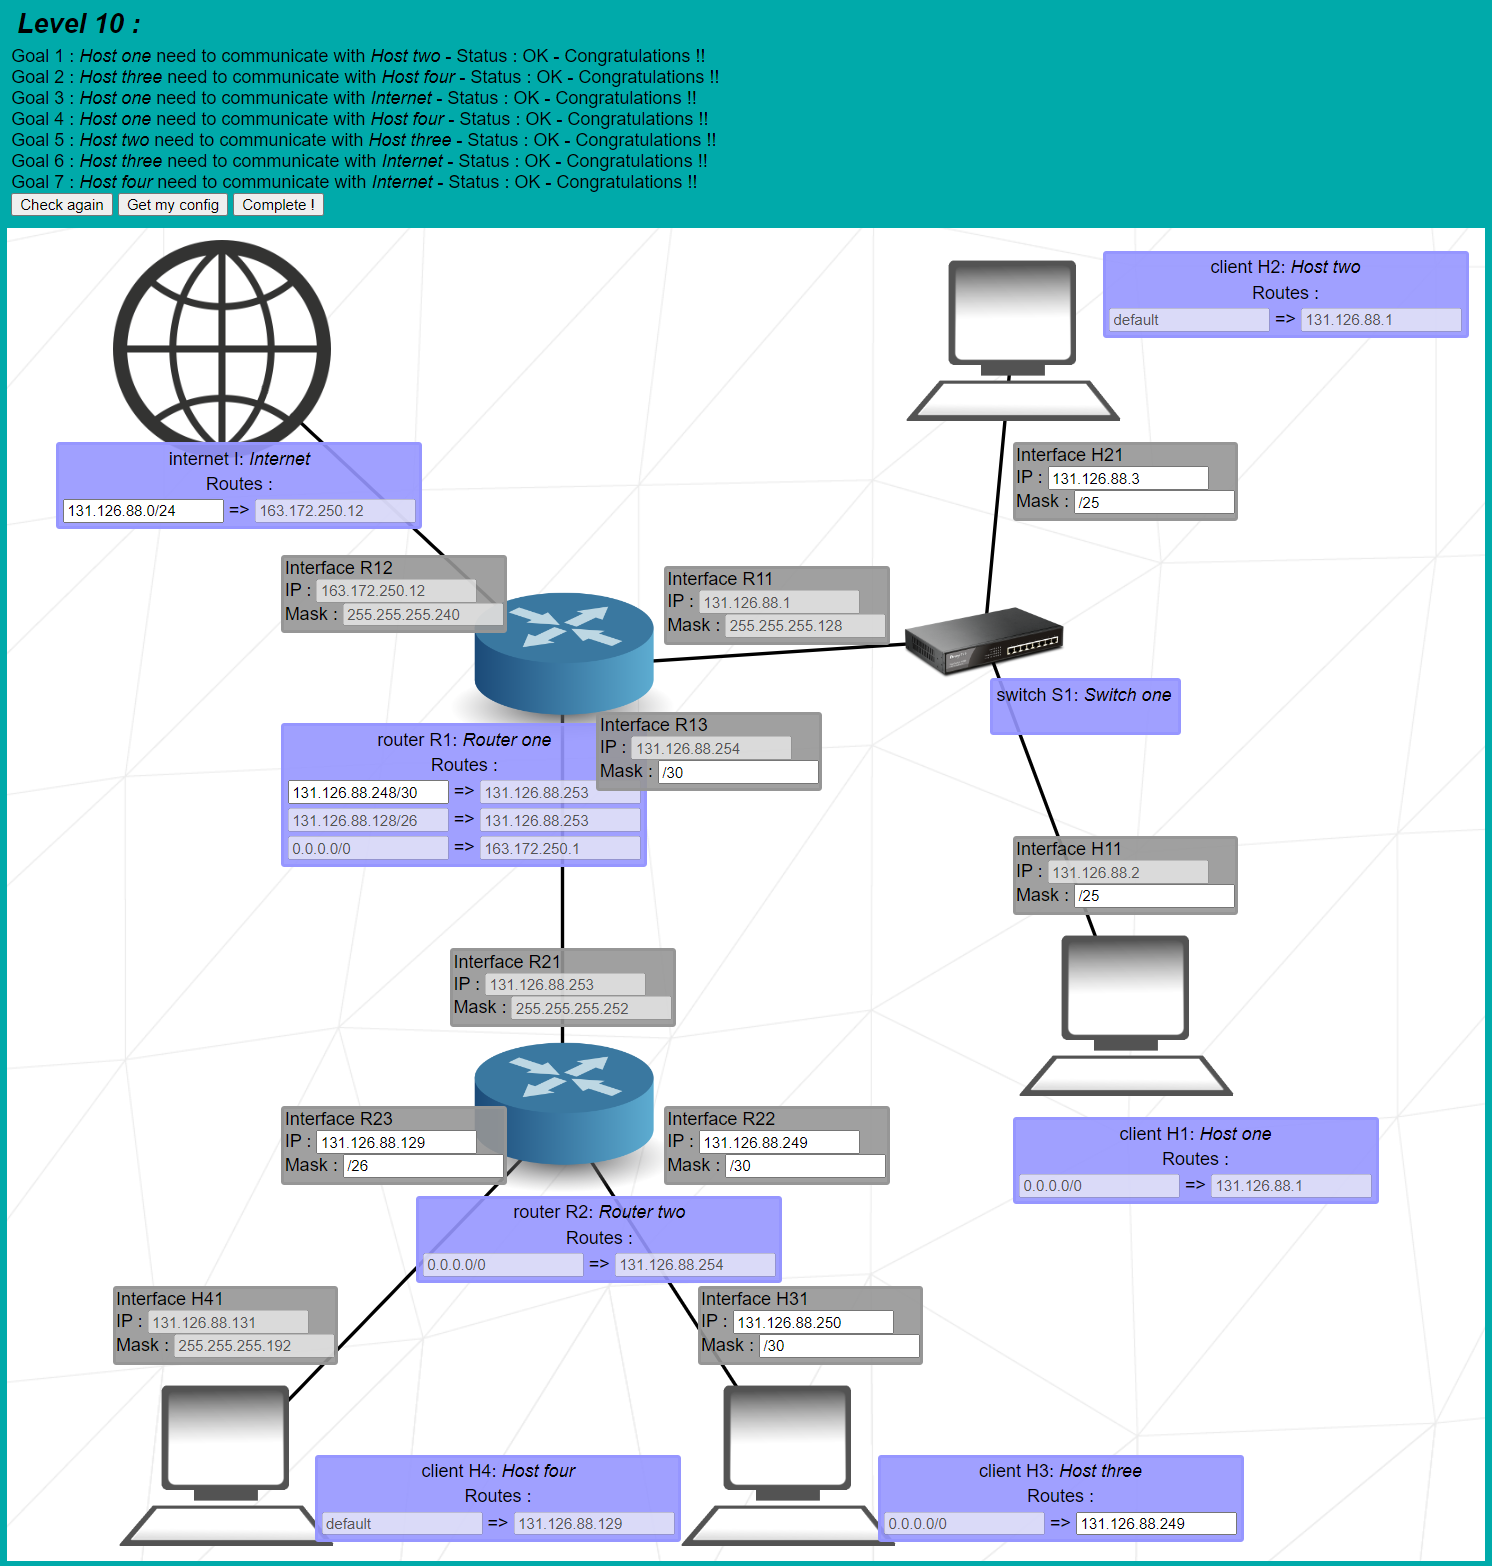 Level 10 :
Goal 1 : Host one need to communicate with Host two - Status : OK - Congratulations !!
Goal 2 : Host three need to communicate with Host four - Status : OK - Congratulations !!
Goal 3 : Host one need to communicate with Internet - Status : OK - Congratulations !!
Goal 4 : Host one need to communicate with Host four - Status : OK - Congratulations !!
Goal 5 : Host two need to communicate with Host three - Status : OK - Congratulations !!
Goal 6 : Host three need to communicate with Internet - Status : OK - Congratulations !!
Goal 7 : Host four need to communicate with Internet - Status : OK - Congratulations !!
Check again Get my config Complete !
client H2: Host two
Routes :
default => 131.126.88.1
internet I: Internet
Routes :
131.126.88.0/24 => 163.172.250.12
Interface H21
IP : 131.126.88.3
Mask : /25
Interface R12
IP : 163.172.250.12
Mask : 255.255.255.240
Interface R11
IP : 131.126.88.1
Mask : 255.255.255.128
switch S1: Switch one
Interface R13
IP : 131.126.88.254
Mask : /30
router R1: Router one
Routes :
131.126.88.248/30 => 131.126.88.253
131.126.88.128/26 => 131.126.88.253
0.0.0.0/0 => 163.172.250.1
Interface H11
IP : 131.126.88.2
Mask : /25
Interface R21
IP : 131.126.88.253
Mask : 255.255.255.252
Interface R23
IP : 131.126.88.129
Mask : /26
Interface R22
IP : 131.126.88.249
Mask : /30
client H1: Host one
Routes :
0.0.0.0/0 => 131.126.88.1
router R2: Router two
Routes :
0.0.0.0/0 => 131.126.88.254
Interface H41
IP : 131.126.88.131
Mask : 255.255.255.192
Interface H31
IP : 131.126.88.250
Mask : /30
client H4: Host four
Routes :
default => 131.126.88.129
client H3: Host three
Routes :
0.0.0.0/0 => 131.126.88.249